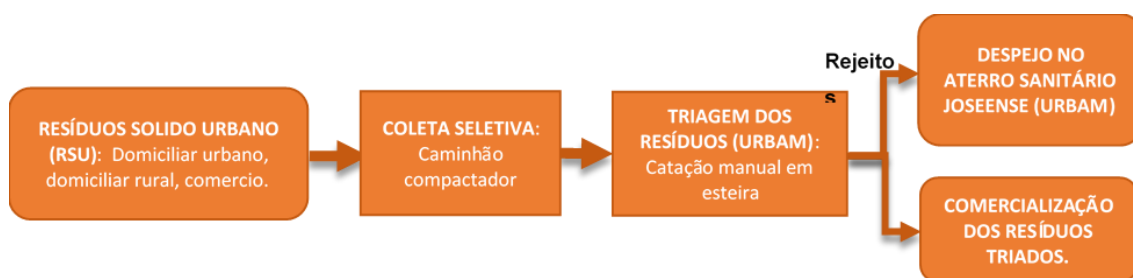 RESÍDUOS SOLIDO URBANO
(RSU): Domiciliar urbano,
domiciliar rural, comercio.
COLETA SELETIVA:
Caminhão
compactador
TRIAGEM DOS
RESÍDUOS (URBAM):
Catação manual em
esteira
Rejeito
s
DESPEJO NO
ATERRO SANITÁRIO
JOSEENSE (URBAM)
COMERCIALIZAÇÃO
DOS RESÍDUOS
TRIADOS.